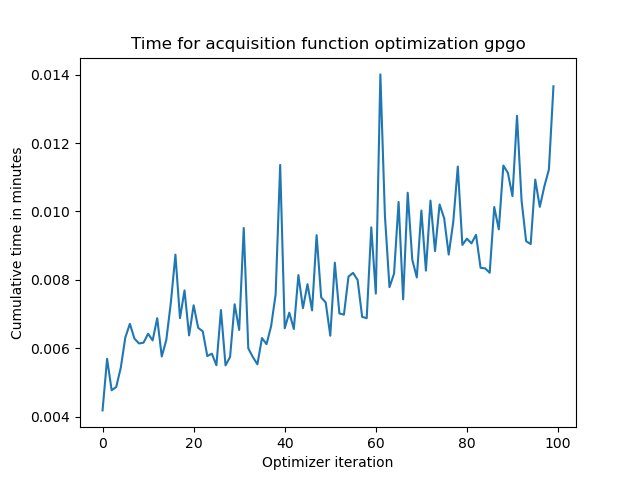 Time for acquisition function optimization gpgo
Cumulative time in minutes
0.014
0.012
0.010
0.008
0.006
0.004
0 20 40 60 80 100
Optimizer iteration